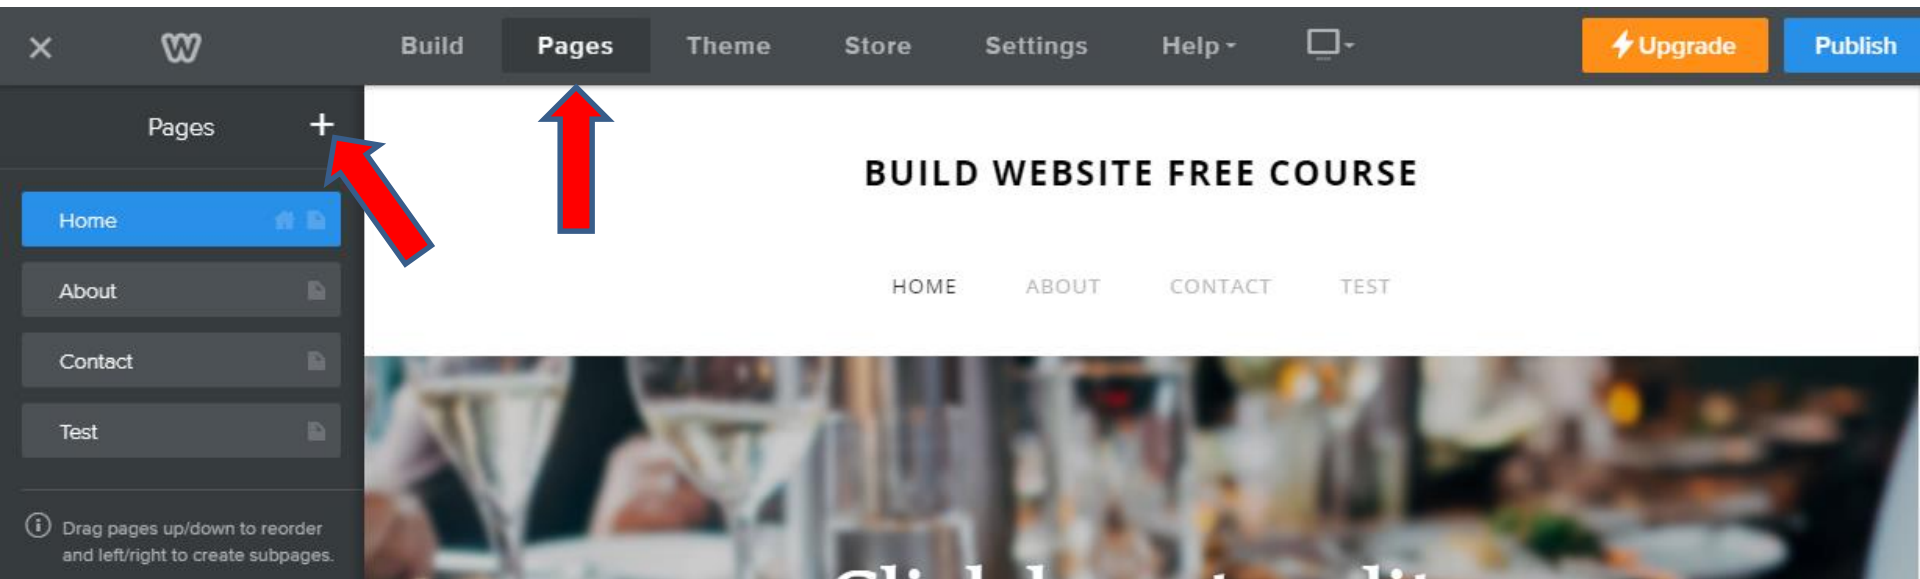 Build Pages Theme Store Settings Help Upgrade Publish
Pages +
BUILD WEBSITE FREE COURSE
Home
HOME ABOUT CONTACT TEST
About
Contact
Test
Drag pages up/down to reorder
and left/right to create subpages.